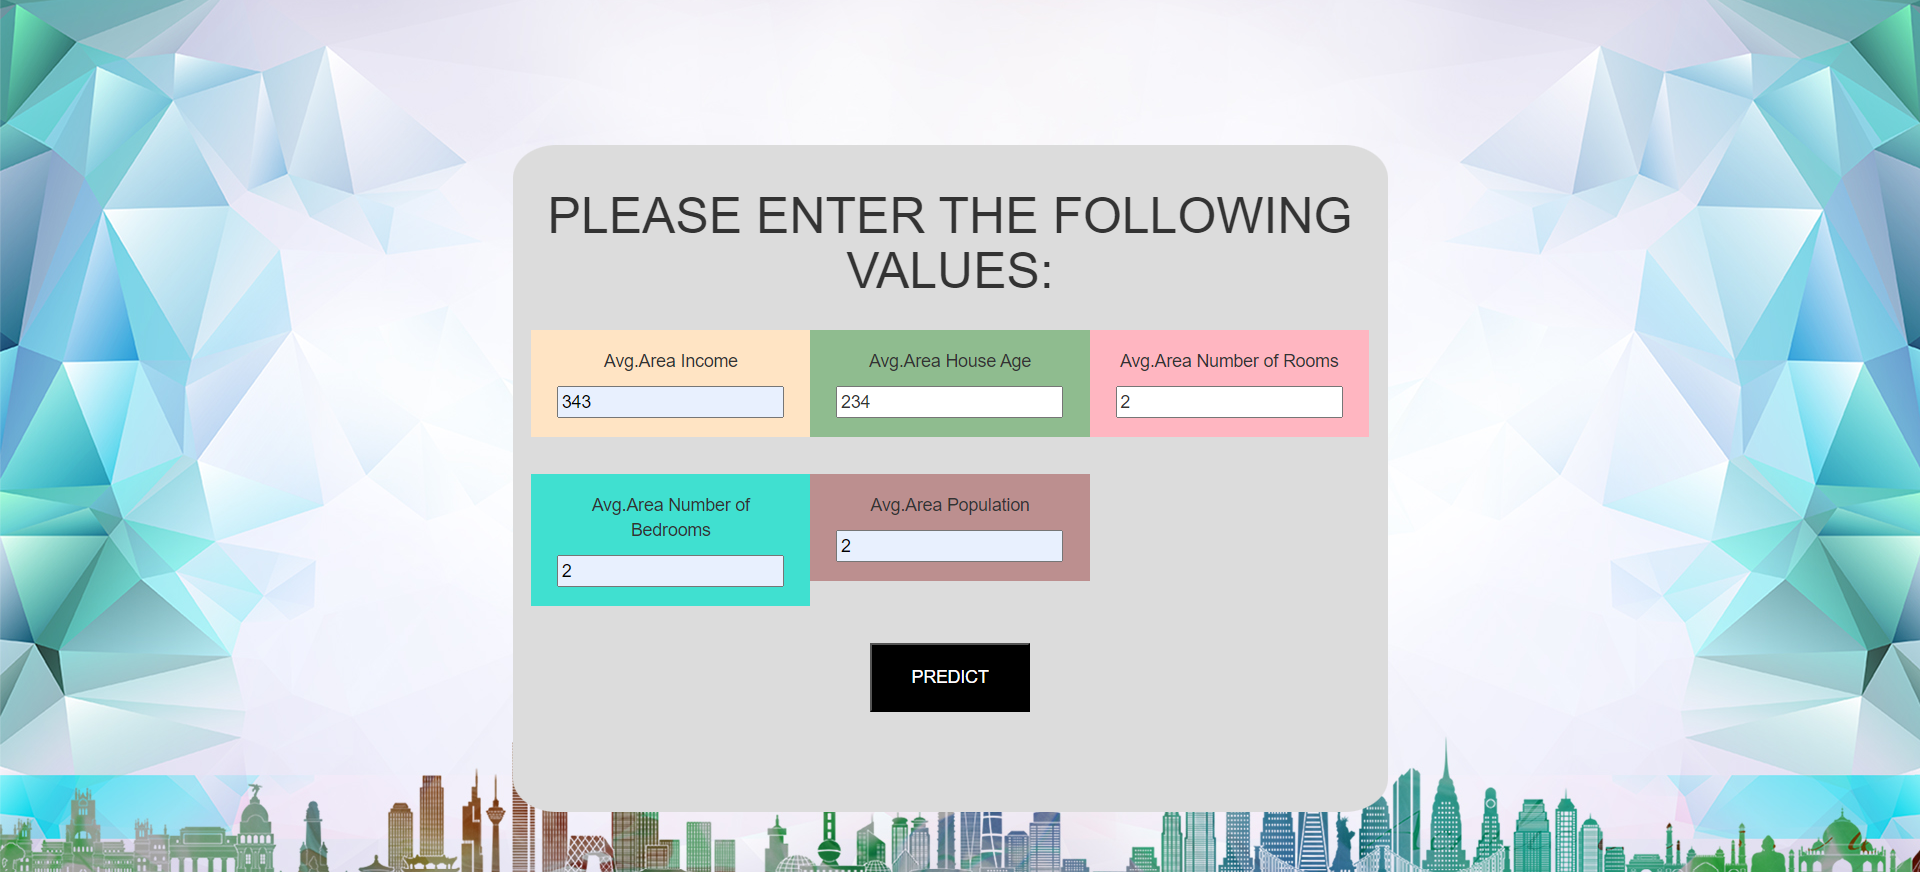 PLEASE ENTER THE FOLLOWING
VALUES:
Avg.Area Income
343
Avg.Area House Age
234
Avg.Area Number of Rooms
2
Avg.Area Number of
Bedrooms
2
Avg.Area Population
2
PREDICT